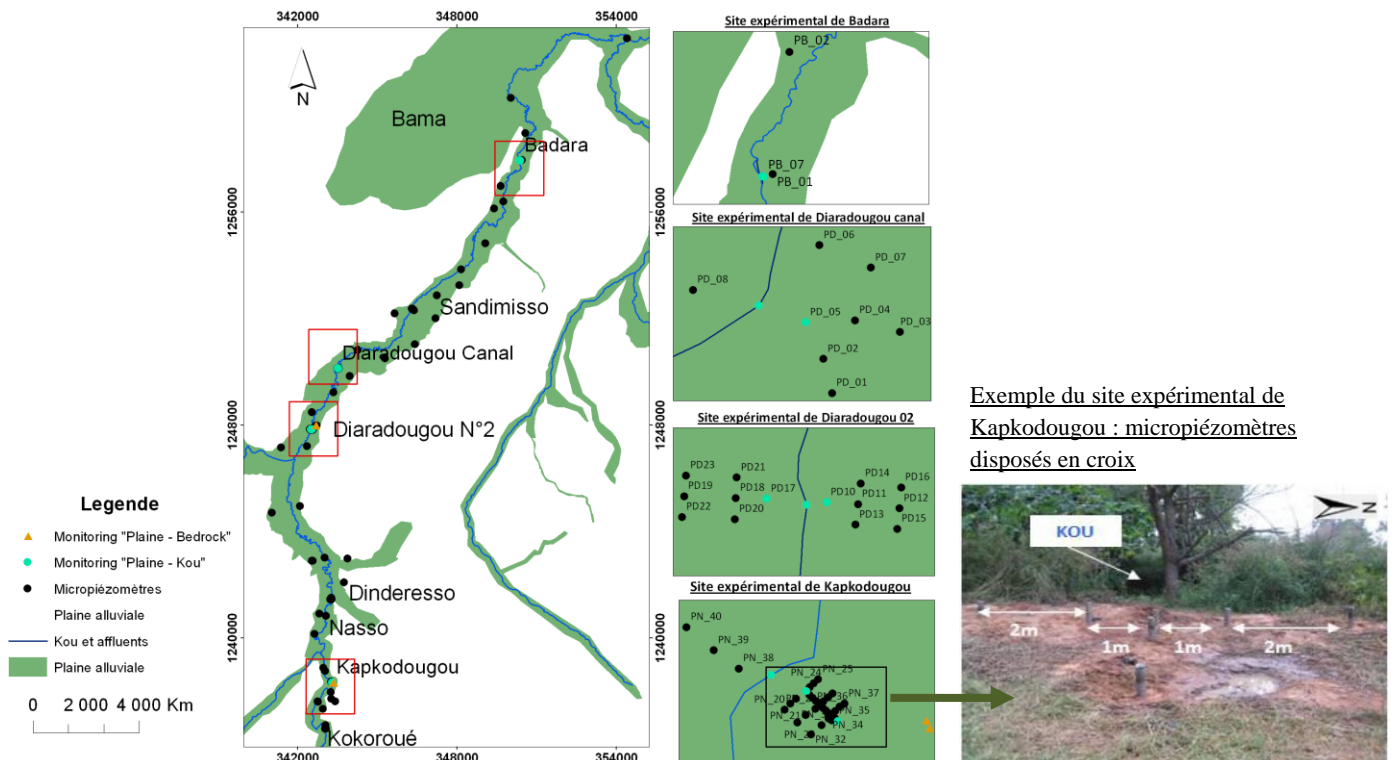 342000
348000
354000
N
Bama
Badara
1256000
1256000
Sandimisso
Diaradougou Canal
1248000
1248000
Diaradougou N°2
Dinderesso
Nasso
1240000
1240000
Kapkodougou
Kokoroué
342000
348000
354000
Legende
Monitoring "Plaine - Bedrock"
Monitoring "Plaine - Kou"
Micropiézomètres
Plaine alluviale
Kou et affluents
Plaine alluviale
0 2 000 4 000 Km
Site expérimental de Badara
PB_02
PB_07
PB_01
Site expérimental de Diaradougou canal
PD_06
PD_07
PD_08
PD_05
PD_04
PD_03
PD_02
PD_01
Site expérimental de Diaradougou 02
PD23
PD21
PD14
PD16
PD19
PD18
PD17
PD10
PD11
PD12
PD22
PD20
PD13
PD15
Site expérimental de Kapkodougou
PN_40
PN_39
PN_38
PN_24
PN_25
PN_20
PN_37
PN_35
PN_34
PN_32
Exemple du site expérimental de
Kapkodougou : micropiézomètres
disposés en croix
KOU
N
2m
1m
1m
2m